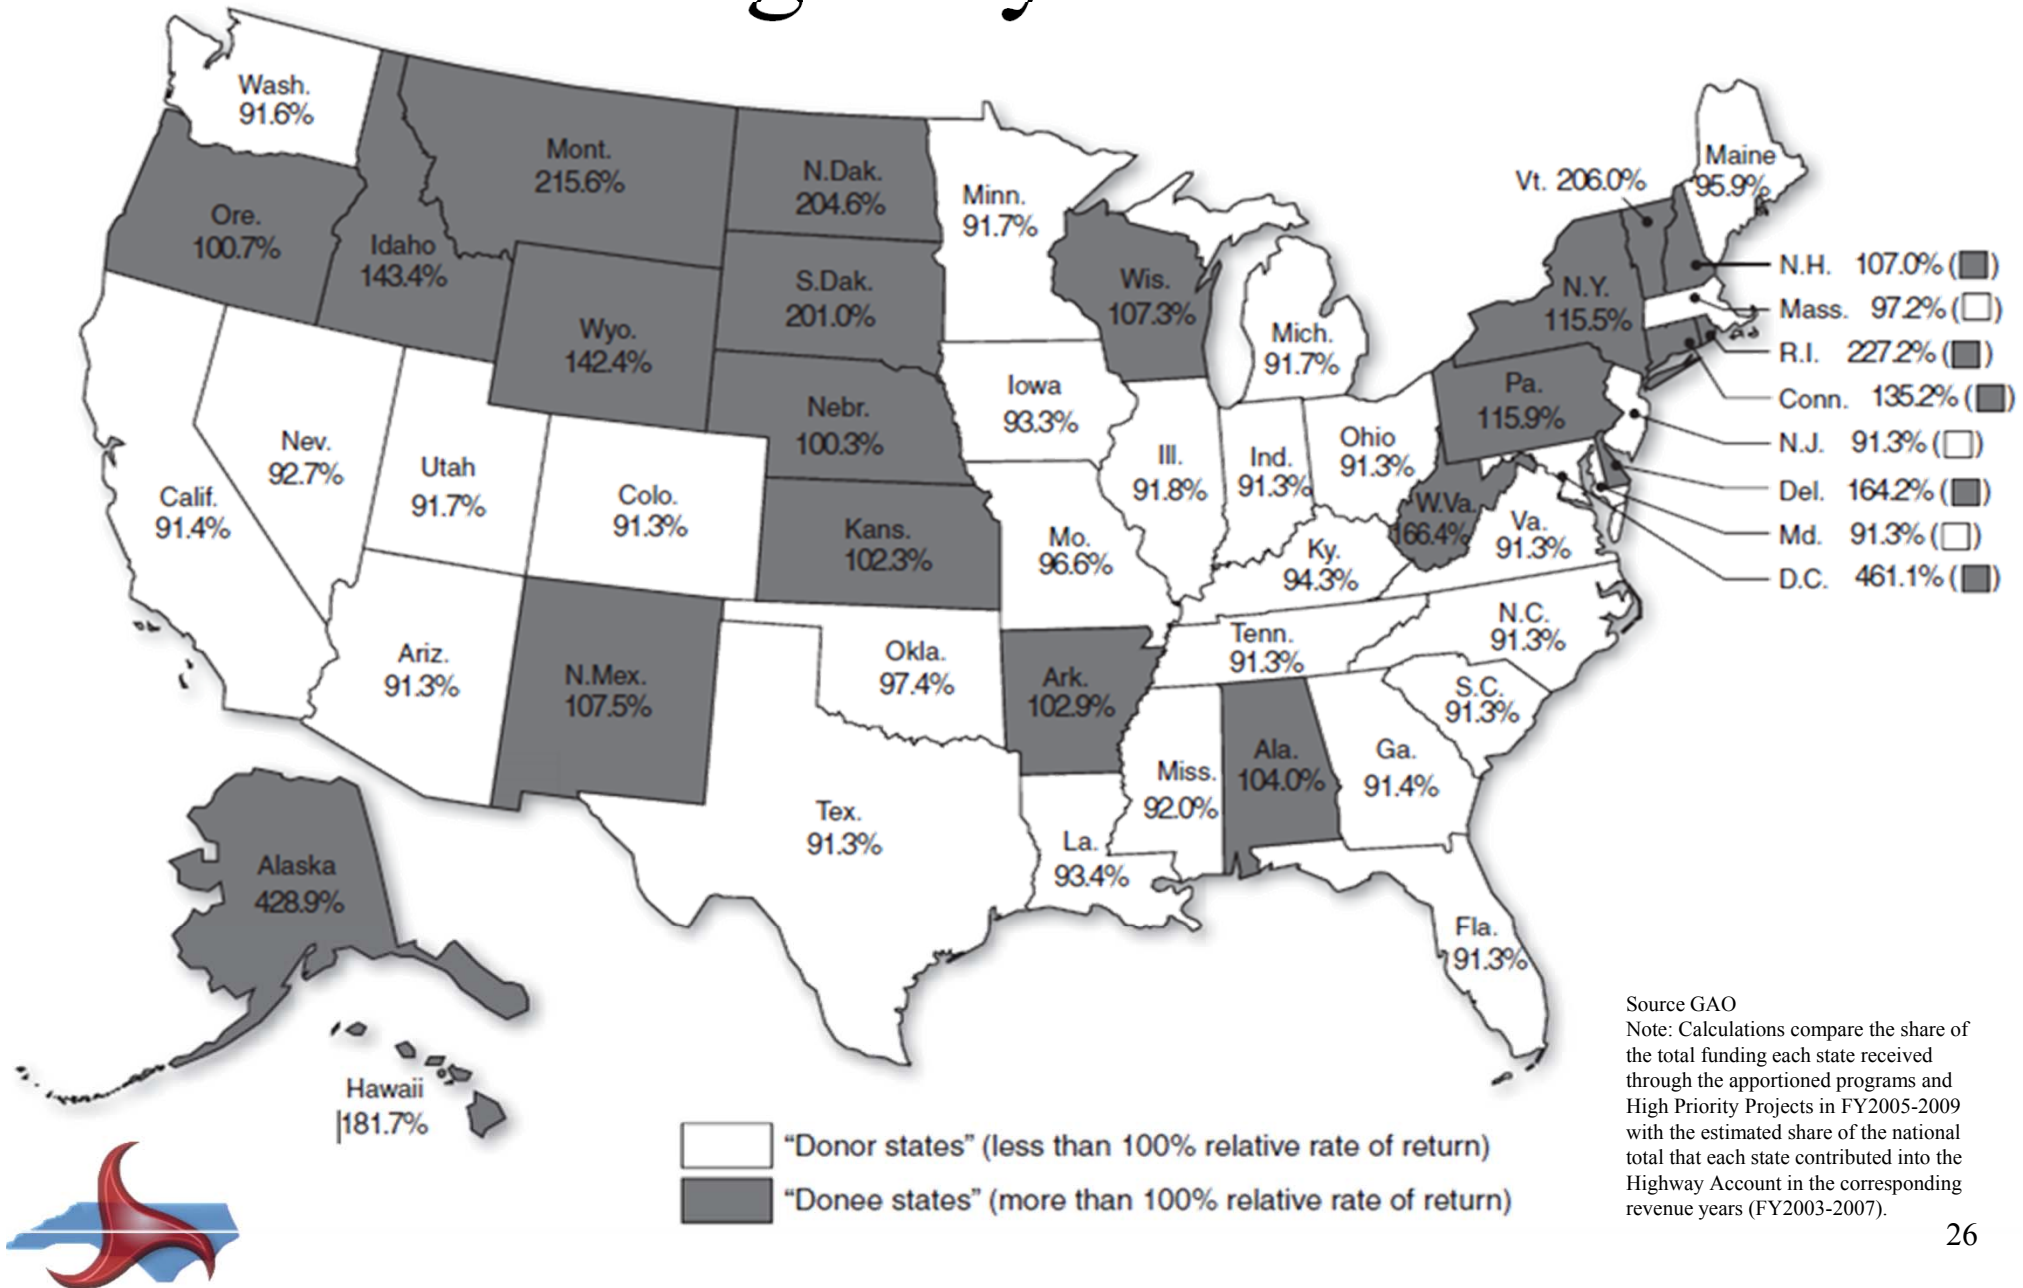 Wash.
91.6%
Ore.
100.7%
Idaho
143.4%
Mont.
215.6%
N.Dak.
204.6%
S.Dak.
201.0%
Wyo.
142.4%
Nebr.
100.3%
Minn.
91.7%
Wis.
107.3%
Mich.
91.7%
Iowa
93.3%
Nev.
92.7%
Utah
91.7%
Colo.
91.3%
Calif.
91.4%
Kans.
102.3%
Mo.
96.6%
Ill.
91.8%
Ind.
91.3%
Ohio
91.3%
Ky.
94.3%
W.Va.
166.4%
Va.
91.3%
Pa.
115.9%
N.Y.
115.5%
Vt. 206.0%
Maine
95.9%
N.H. 107.0% ( )
Mass. 97.2% ( )
R.I. 227.2% ( )
Conn. 135.2% ( )
N.J. 91.3% ( )
Del. 164.2% ( )
Md. 91.3% ( )
D.C. 461.1% ( )
Ariz.
91.3%
N.Mex.
107.5%
Okla.
97.4%
Tex.
91.3%
Ark.
102.9%
La.
93.4%
Miss.
92.0%
Ala.
104.0%
Tenn.
91.3%
N.C.
91.3%
S.C.
91.3%
Ga.
91.4%
Fla.
91.3%
Alaska
428.9%
Hawaii
181.7%
“Donor states” (less than 100% relative rate of return)
“Donee states” (more than 100% relative rate of return)
Source GAO
Note: Calculations compare the share of
the total funding each state received
through the apportioned programs and
High Priority Projects in FY2005-2009
with the estimated share of the national
total that each state contributed into the
Highway Account in the corresponding
revenue years (FY2003-2007).
26